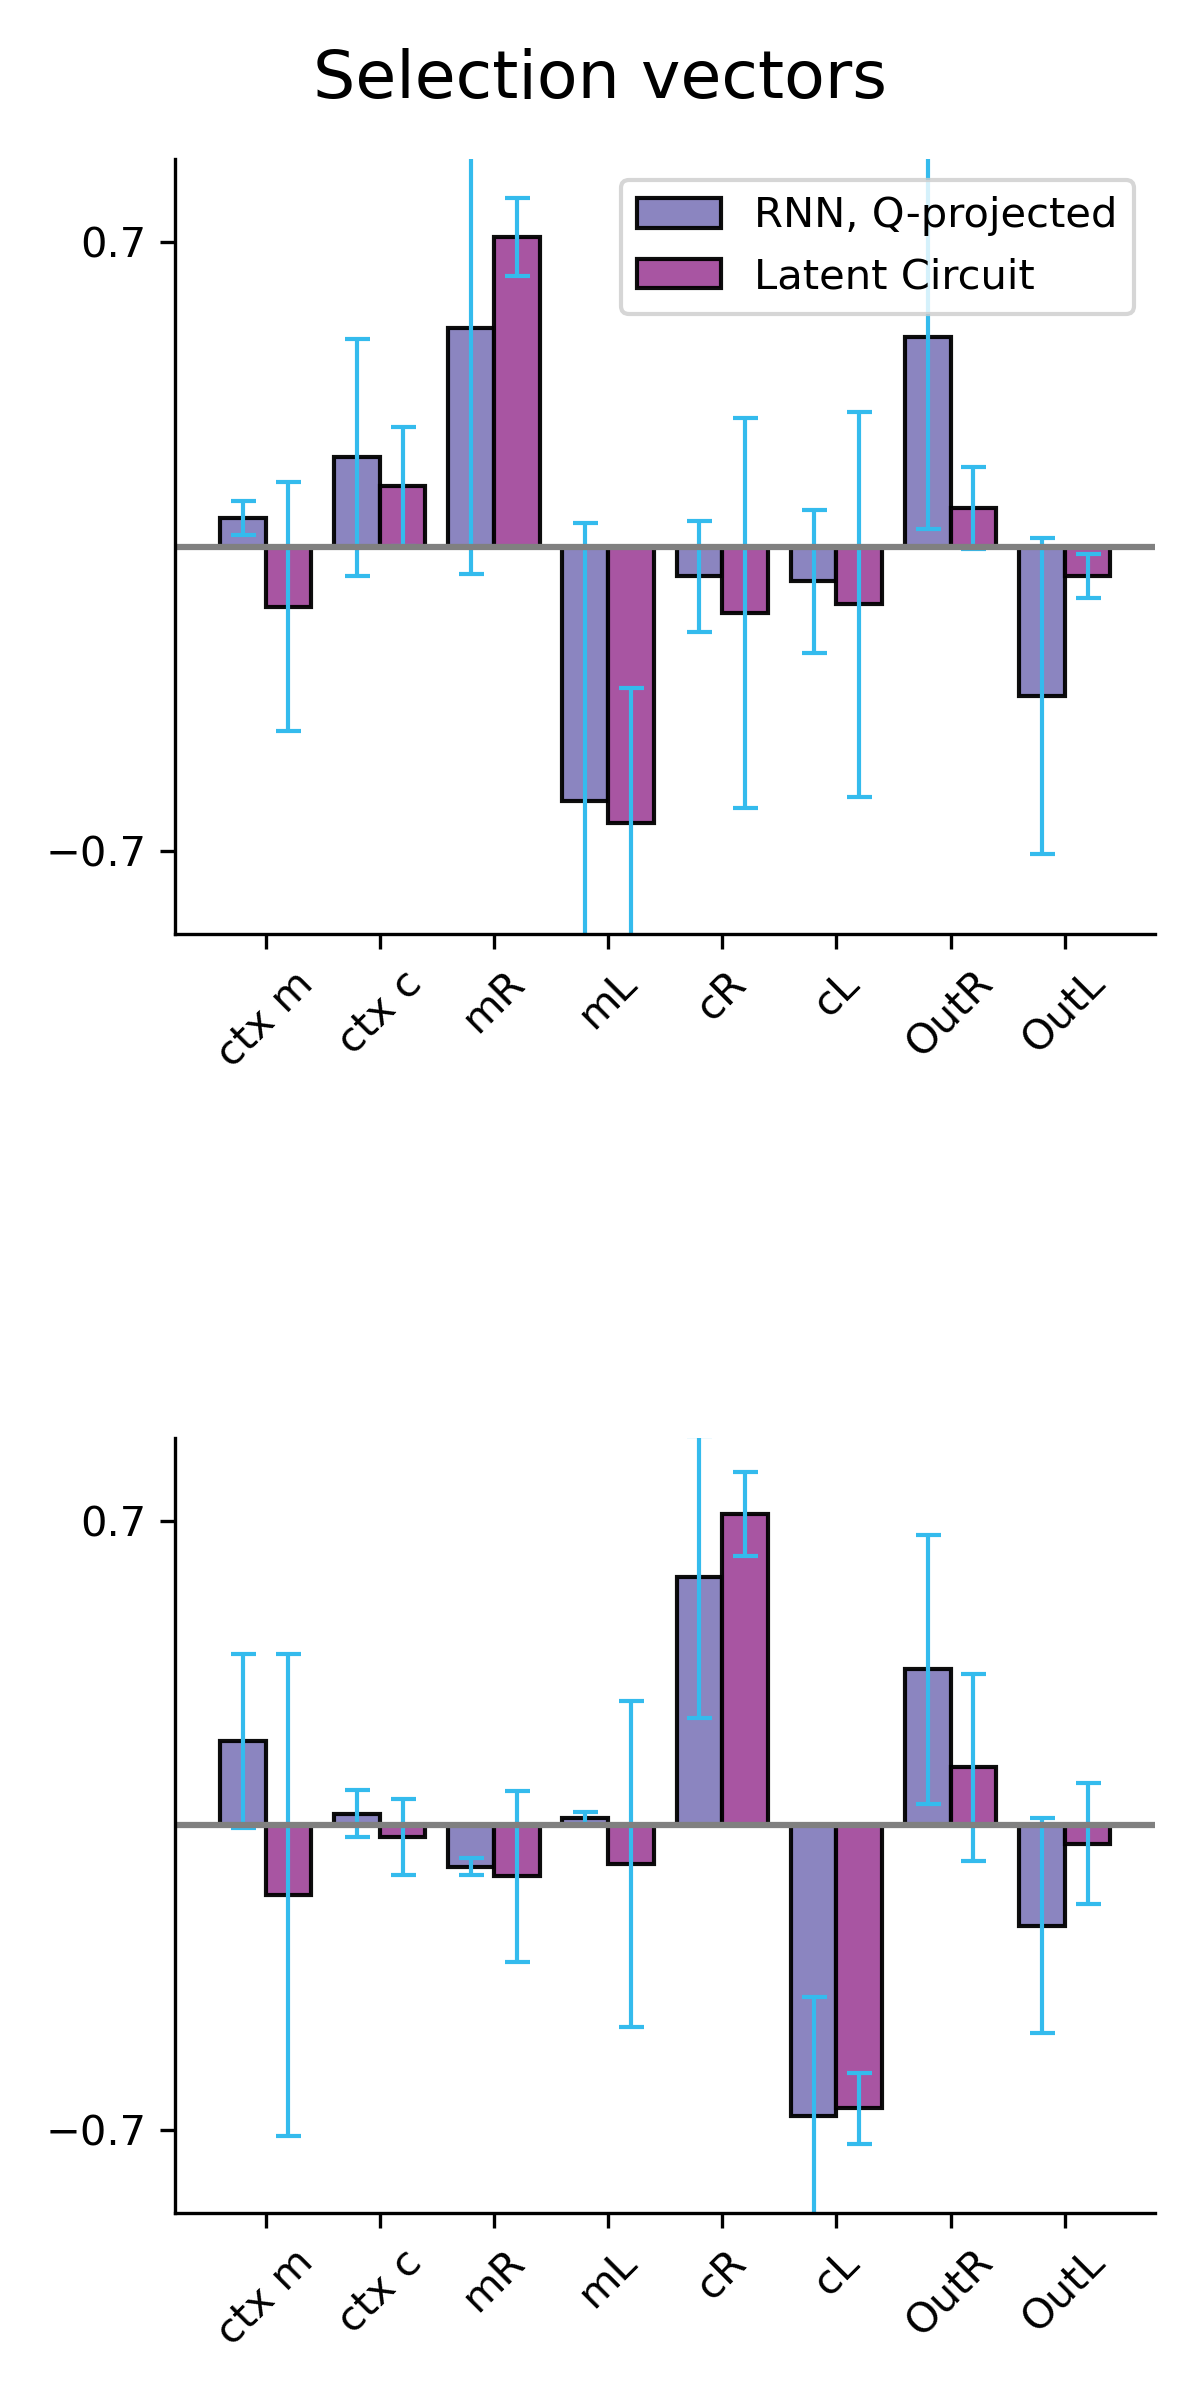 Selection vectors
RNN, Q-projected
Latent Circuit
0.7
−0.7
ctx m
ctx c
mR
mL
cR
cL
OutR
OutL
0.7
−0.7
ctx m
ctx c
mR
mL
cR
cL
OutR
OutL